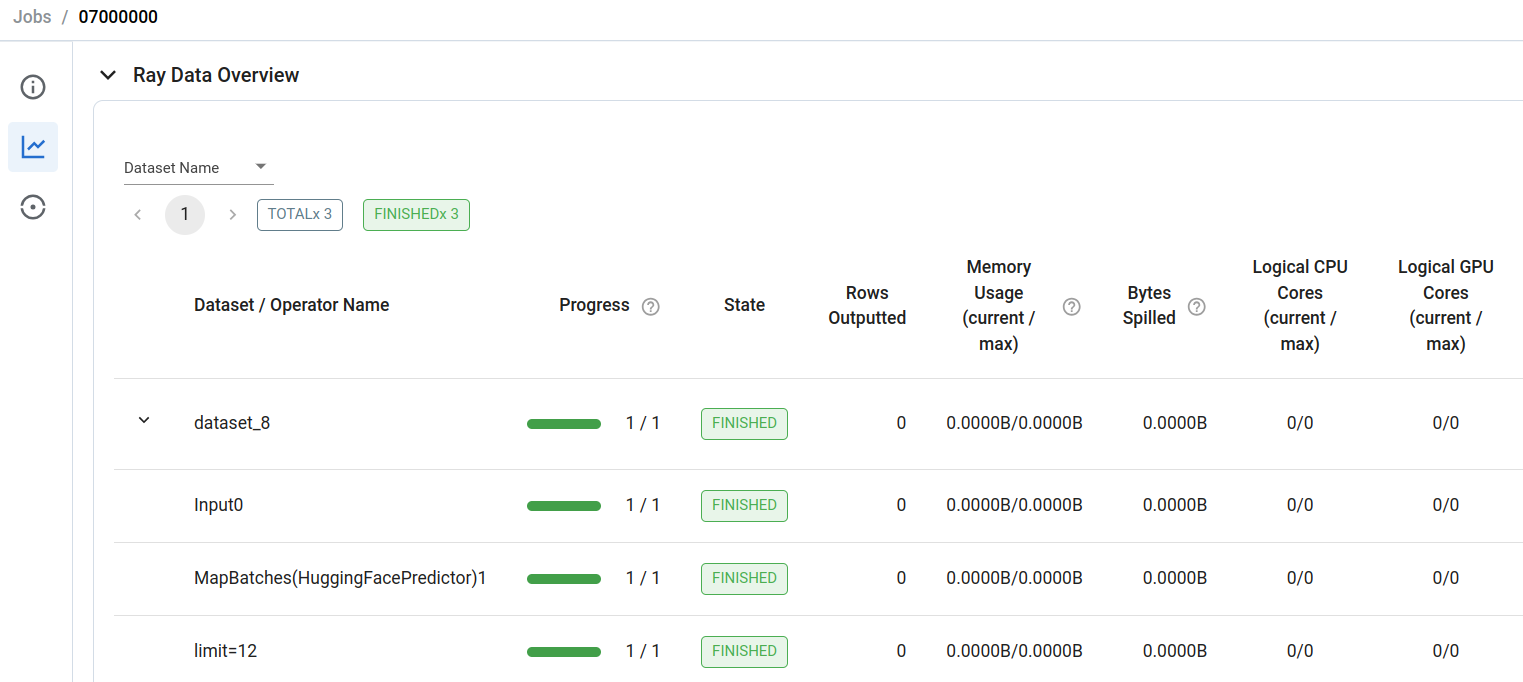 Jobs / 07000000
Ray Data Overview
Dataset Name
1 TOTALx 3 FINISHEDx 3
Dataset / Operator Name
Progress
State
Rows
Outputted
Memory
Usage
(current /
max)
Bytes
Spilled
Logical CPU
Cores
(current /
max)
Logical GPU
Cores
(current /
max)
dataset_8 1 / 1 FINISHED 0 0.0000B/0.0000B 0.0000B 0/0 0/0
Input0 1 / 1 FINISHED 0 0.0000B/0.0000B 0.0000B 0/0 0/0
MapBatches(HuggingFacePredictor)1 1 / 1 FINISHED 0 0.0000B/0.0000B 0.0000B 0/0 0/0
limit=12 1 / 1 FINISHED 0 0.0000B/0.0000B 0.0000B 0/0 0/0